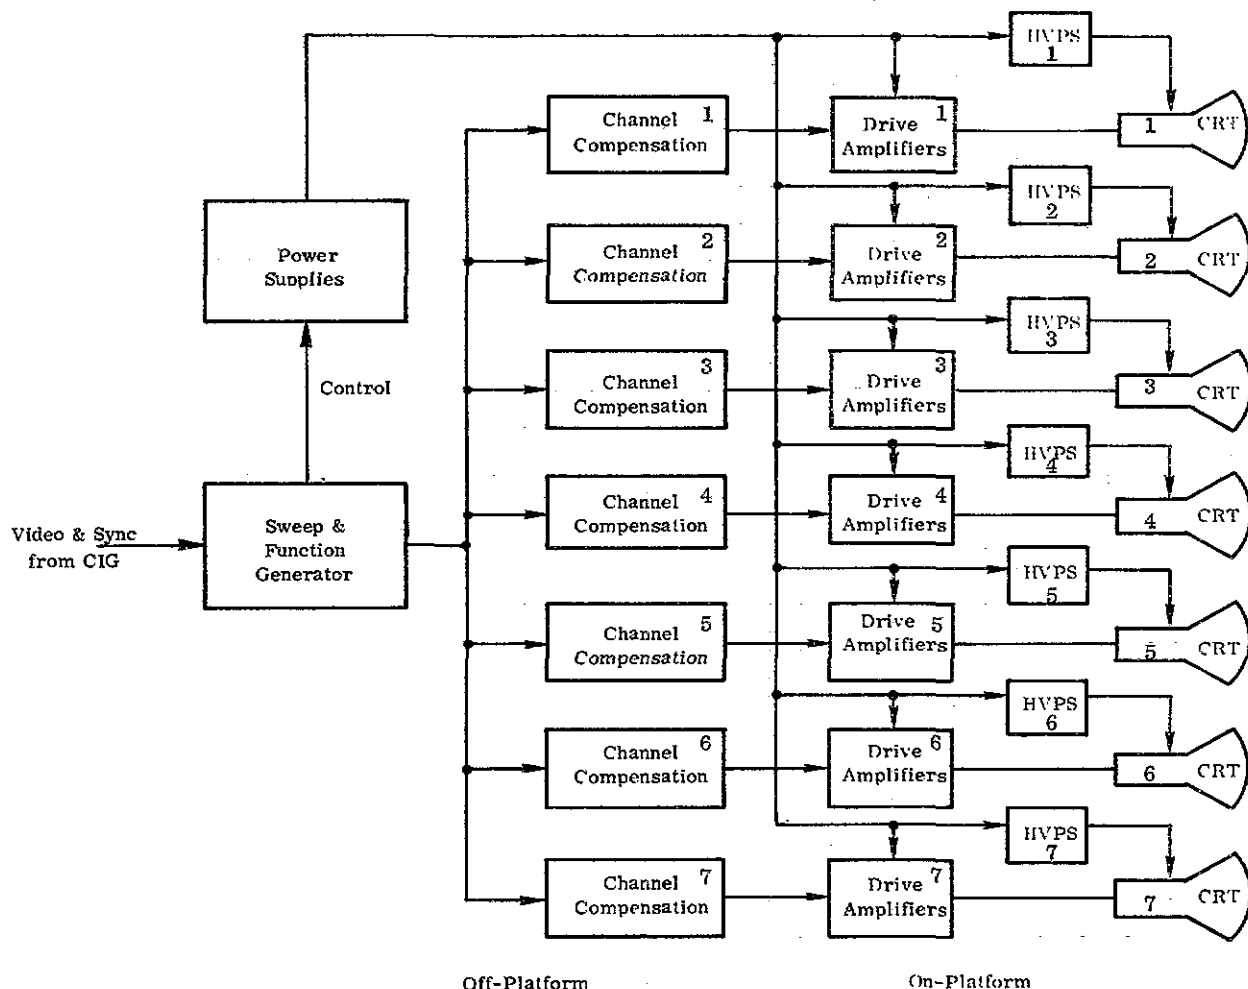 HVPS
1
Channel 1
Compensation
Drive 1
Amplifiers
1 CRT
HVPS
2
Power
Supplies
Channel 2
Compensation
Drive 2
Amplifiers
2 CRT
HVPS
3
Control
Channel 3
Compensation
Drive 3
Amplifiers
3 CRT
HVPS
4
Video & Sync
from CIG
Sweep &
Function
Generator
Channel 4
Compensation
Drive 4
Amplifiers
4 CRT
HVPS
5
Channel 5
Compensation
Drive 5
Amplifiers
5 CRT
HVPS
6
Channel 6
Compensation
Drive 6
Amplifiers
6 CRT
HVPS
7
Channel 7
Compensation
Drive 7
Amplifiers
7 CRT
Off-Platform
On-Platform